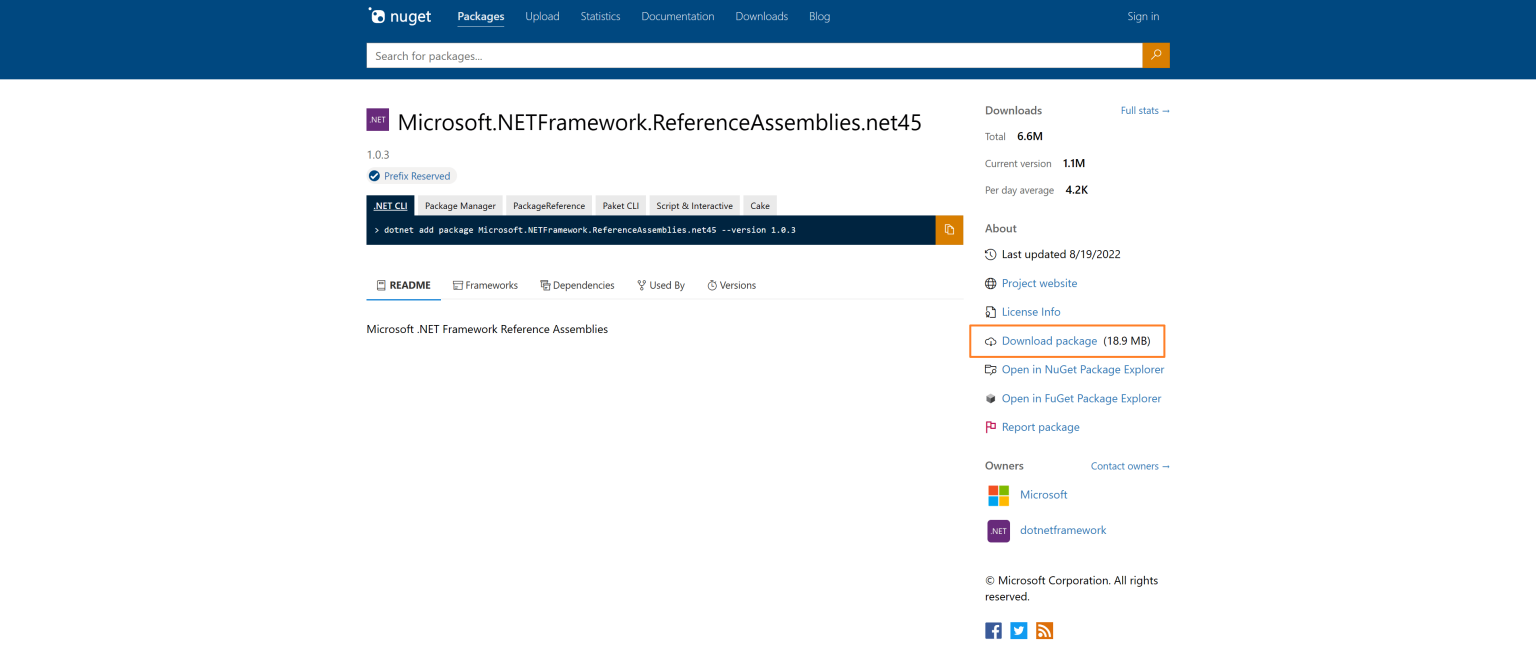 nuget Packages Upload Statistics Documentation Downloads Blog Sign in
Search for packages...
.NET Microsoft.NETFramework.ReferenceAssemblies.net45
1.0.3
Prefix Reserved
.NET CLI Package Manager PackageReference Paket CLI Script & Interactive Cake
> dotnet add package Microsoft.NETFramework.ReferenceAssemblies.net45 --version 1.0.3
README Frameworks Dependencies Used By Versions
Microsoft .NET Framework Reference Assemblies
Downloads Full stats →
Total 6.6M
Current version 1.1M
Per day average 4.2K
About
Last updated 8/19/2022
Project website
License Info
Download package (18.9 MB)
Open in NuGet Package Explorer
Open in FuGet Package Explorer
Report package
Owners Contact owners →
Microsoft
.NET dotnetframework
© Microsoft Corporation. All rights
reserved.